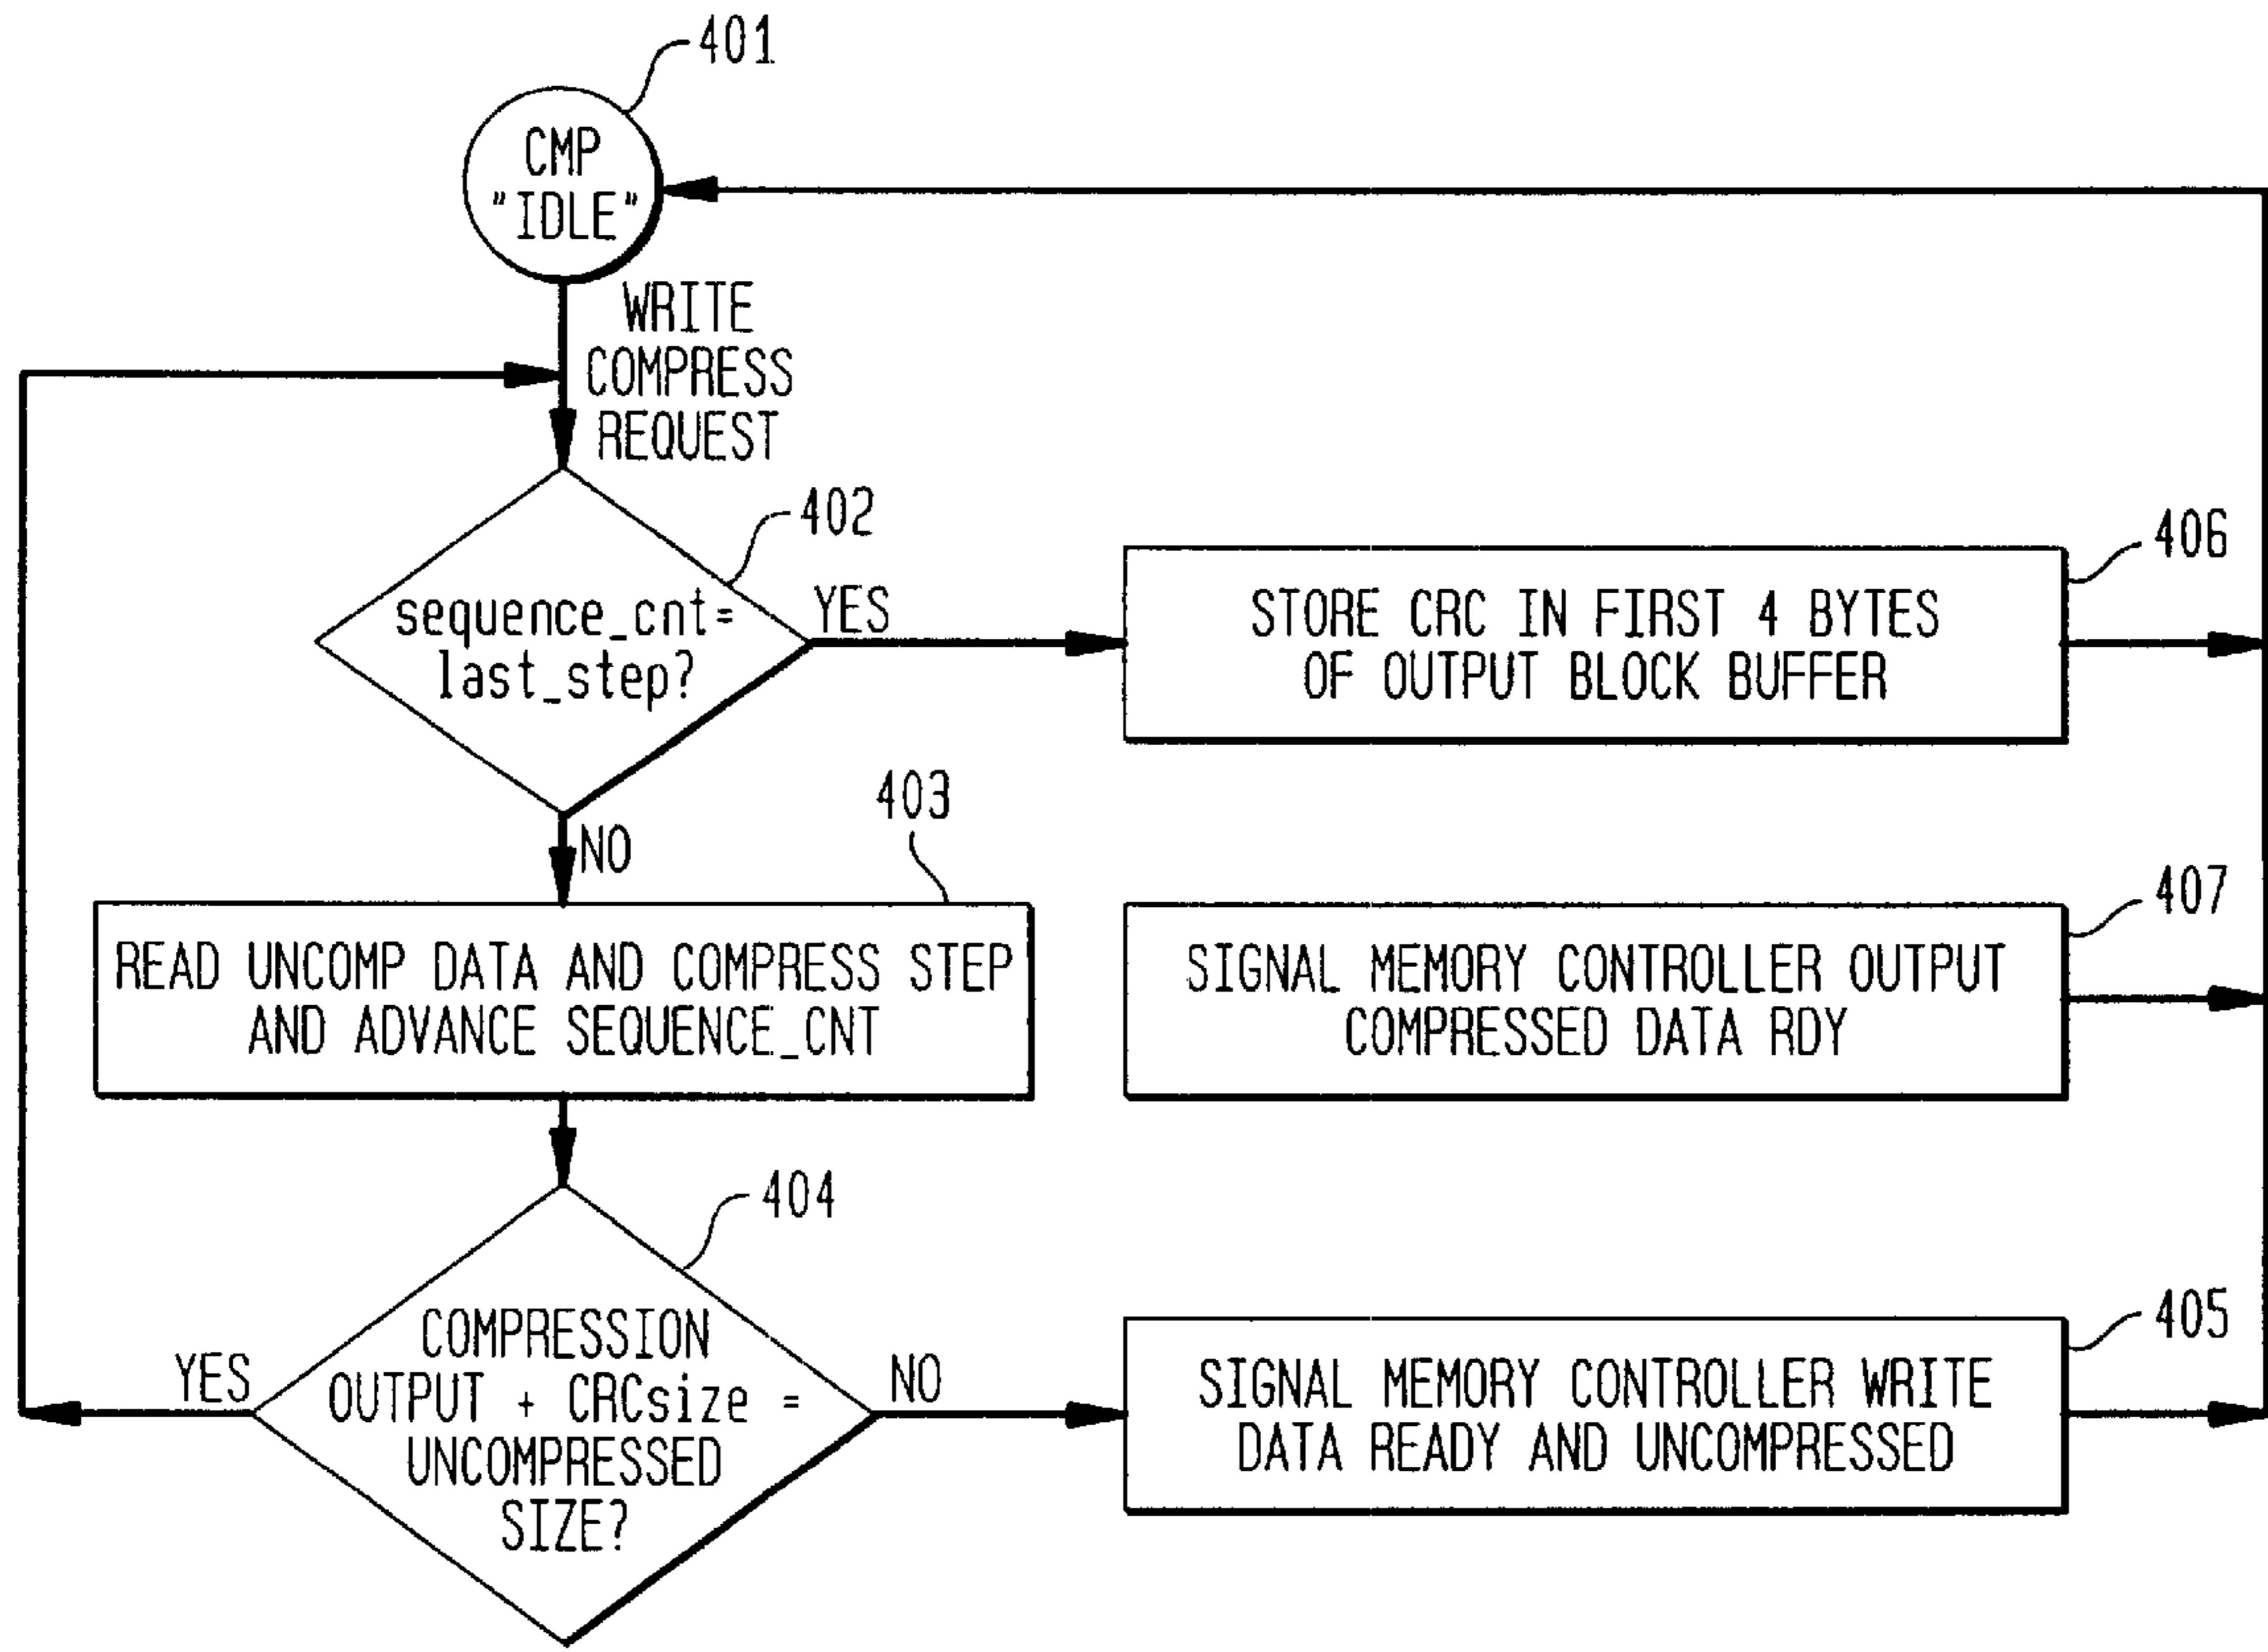 401
CMP
"IDLE"
WRITE
COMPRESS
REQUEST
402
sequence_cnt=
last_step?
YES
406
STORE CRC IN FIRST 4 BYTES
OF OUTPUT BLOCK BUFFER
NO
403
READ UNCOMP DATA AND COMPRESS STEP
AND ADVANCE SEQUENCE_CNT
407
SIGNAL MEMORY CONTROLLER OUTPUT
COMPRESSED DATA RDY
404
COMPRESSION
OUTPUT + CRCsize =
UNCOMPRESSED
SIZE?
YES
NO
405
SIGNAL MEMORY CONTROLLER WRITE
DATA READY AND UNCOMPRESSED